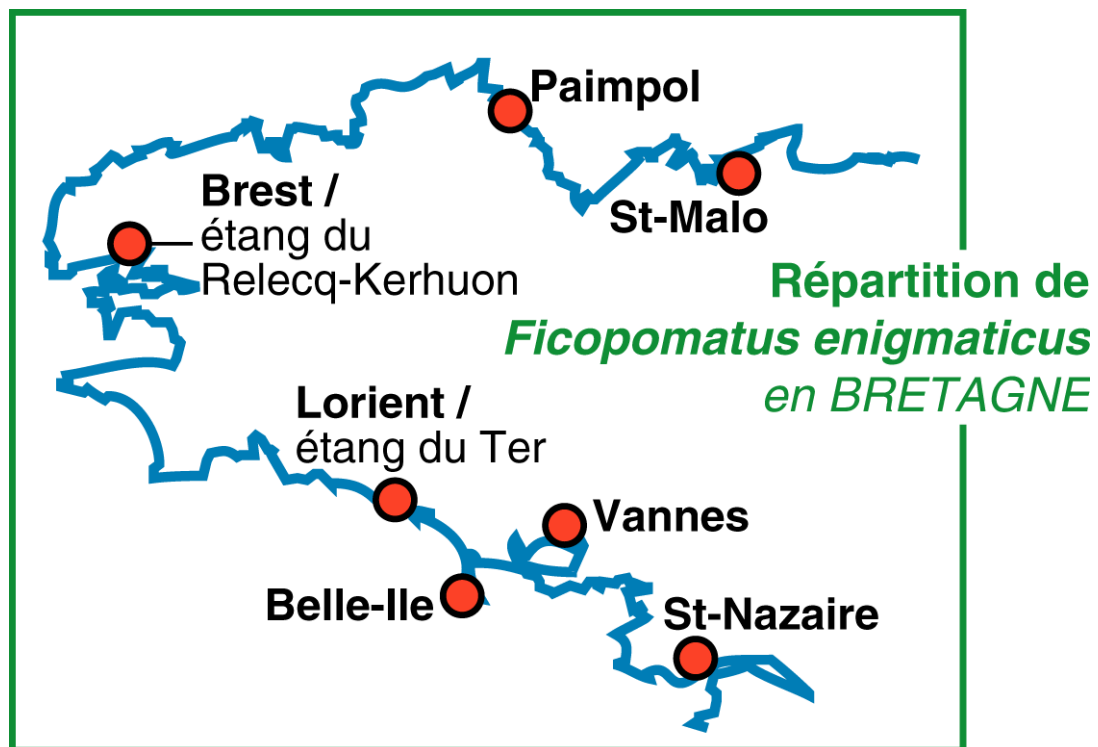 Paimpol
Brest /
étang du
Relecq-Kerhuon
St-Malo
Répartition de
Ficopomatus enigmaticus
en BRETAGNE
Lorient /
étang du Ter
Vannes
Belle-Ile
St-Nazaire